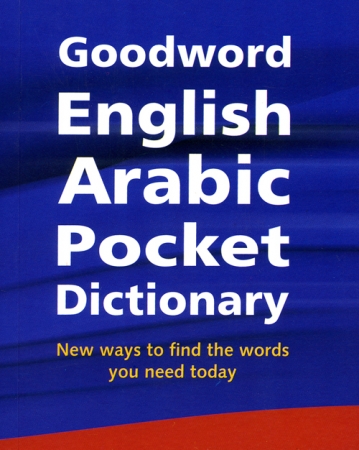 Goodword
English
Arabic
Pocket
Dictionary
New ways to find the words
you need today